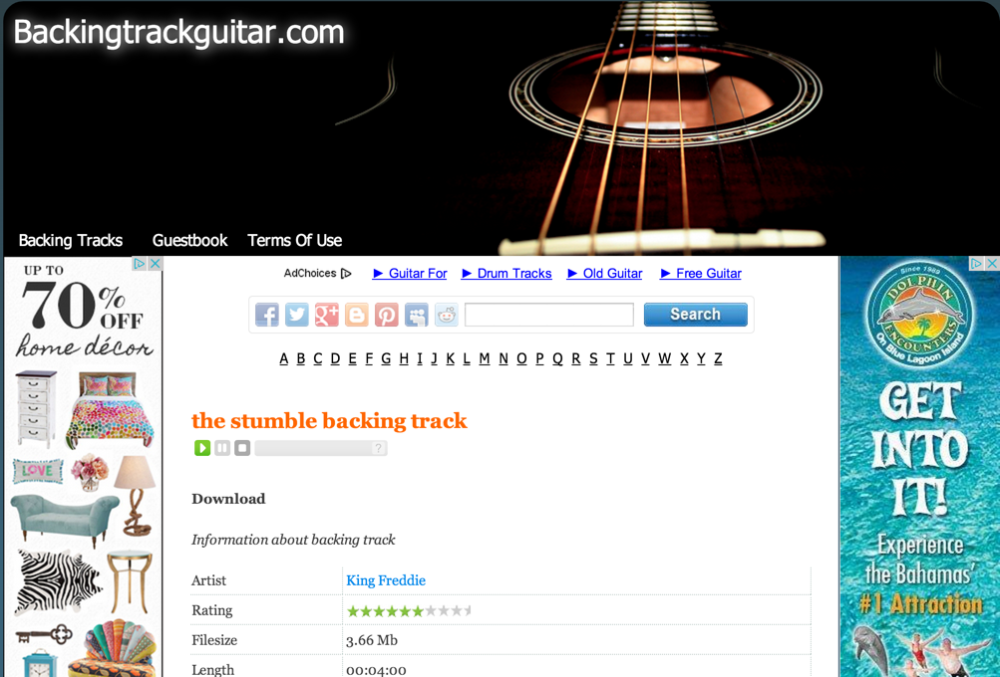 Backingtrackguitar.com
Backing Tracks Guestbook Terms Of Use
UP TO
70% OFF
home décor
LOVE
AdChoices
► Guitar For ► Drum Tracks ► Old Guitar ► Free Guitar
Search
A B C D E F G H I J K L M N O P Q R S T U V W X Y Z
the stumble backing track
?
Download
Information about backing track
Artist King Freddie
Rating
Filesize 3.66 Mb
Length 00:04:00
Since 1989
DOLPHIN
ENCOUNTERS
On Blue Lagoon Island
GET
INTO
IT!
Experience
the Bahamas'
#1 Attraction